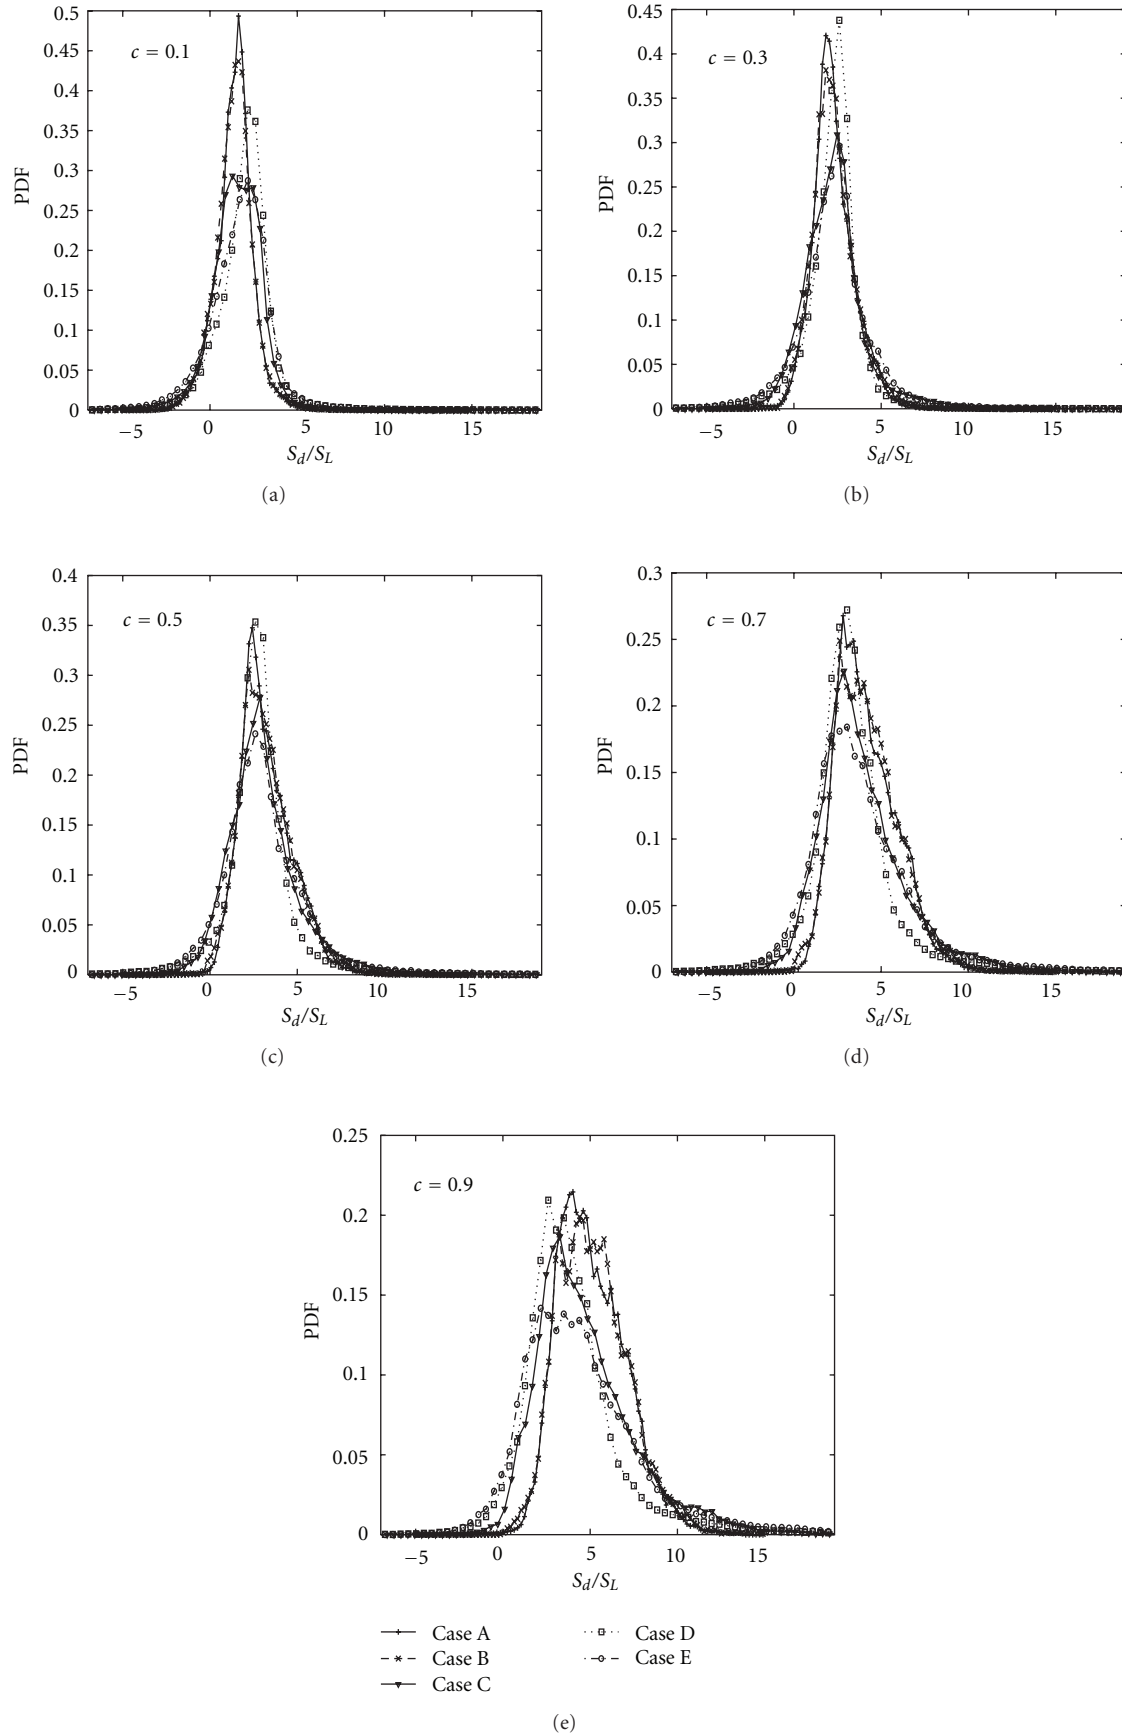 0.5
0.45
0.4
0.35
0.3
0.25
0.2
0.15
0.1
0.05
0
PDF
c = 0.1
−5
0
5
10
15
S_d/S_L
(a)
0.45
0.4
0.35
0.3
0.25
0.2
0.15
0.1
0.05
0
PDF
c = 0.3
−5
0
5
10
15
S_d/S_L
(b)
0.4
0.35
0.3
0.25
0.2
0.15
0.1
0.05
0
PDF
c = 0.5
−5
0
5
10
15
S_d/S_L
(c)
0.3
0.25
0.2
0.15
0.1
0.05
0
PDF
c = 0.7
−5
0
5
10
15
S_d/S_L
(d)
0.25
0.2
0.15
0.1
0.05
0
PDF
c = 0.9
−5
0
5
10
15
S_d/S_L
Case A
Case B
Case C
Case D
Case E
(e)